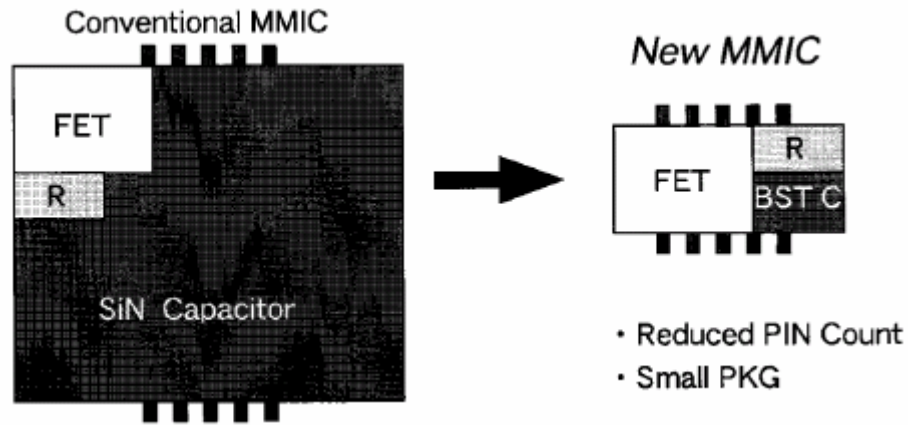 Conventional MMIC
FET
R
SiN Capacitor
New MMIC
FET
R
BST C
・Reduced PIN Count
・Small PKG